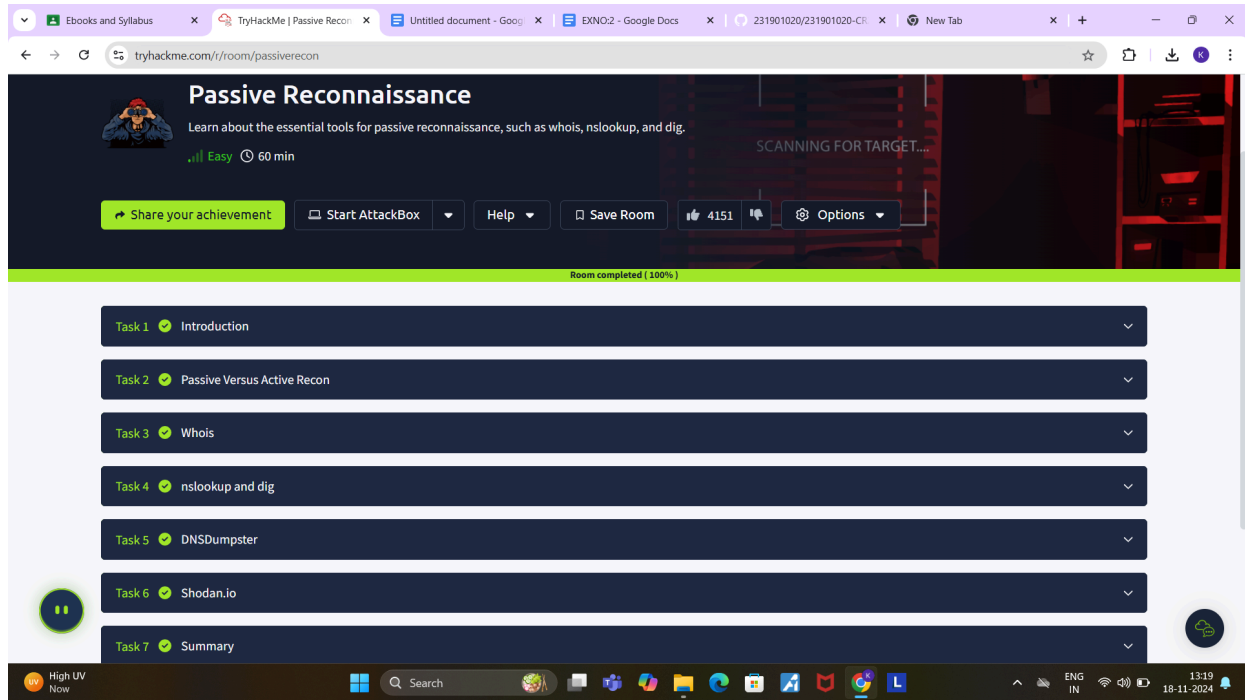 Ebooks and Syllabus
TryHackMe | Passive Recon
Untitled document - Goog
EXNO:2 - Google Docs
231901020/231901020-CR
New Tab
tryhackme.com/r/room/passiverecon
K
Passive Reconnaissance
Learn about the essential tools for passive reconnaissance, such as whois, nslookup, and dig.
Easy 60 min
SCANNING FOR TARGET....
Share your achievement
Start AttackBox
Help
Save Room
4151
Options
Room completed ( 100% )
Task 1 Introduction
Task 2 Passive Versus Active Recon
Task 3 Whois
Task 4 nslookup and dig
Task 5 DNSDumpster
Task 6 Shodan.io
Task 7 Summary
UV
High UV
Now
Search
L
ENG
IN
13:19
18-11-2024